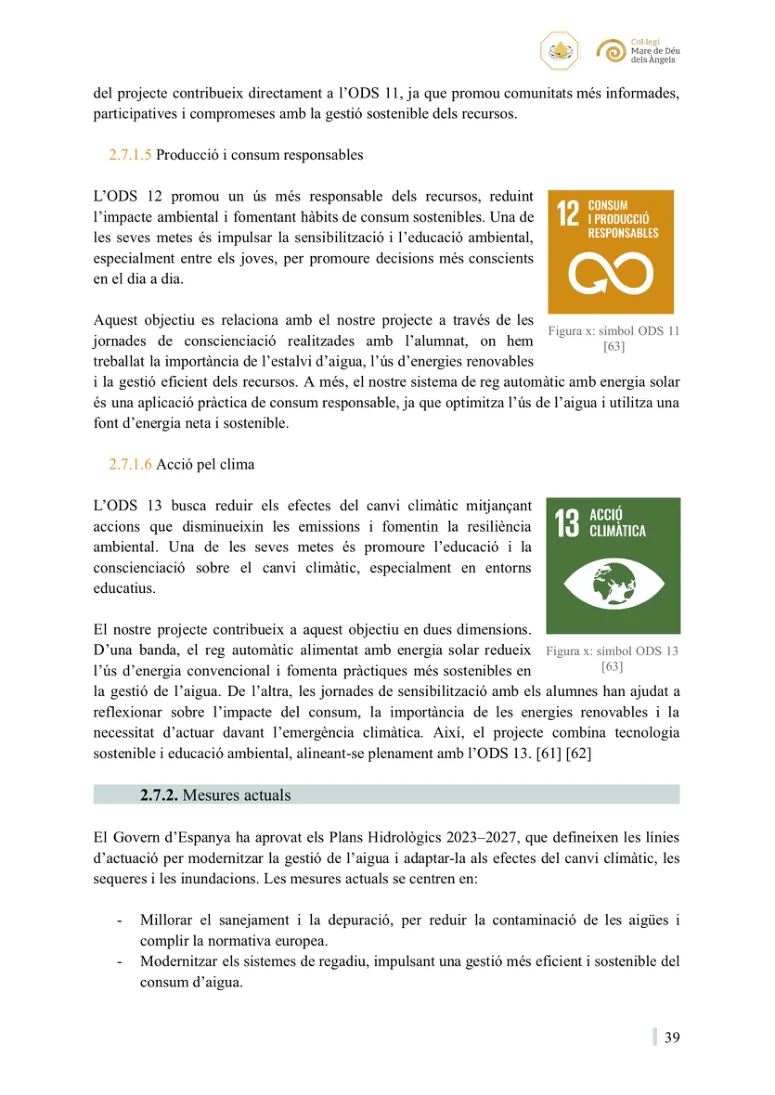 Col·legi
Mare de Déu
dels Àngels
del projecte contribueix directament a l’ODS 11, ja que promou comunitats més informades,
participatives i compromeses amb la gestió sostenible dels recursos.
2.7.1.5 Producció i consum responsables
L’ODS 12 promou un ús més responsable dels recursos, reduint
l’impacte ambiental i fomentant hàbits de consum sostenibles. Una de
les seves metes és impulsar la sensibilització i l’educació ambiental,
especialment entre els joves, per promoure decisions més conscients
en el dia a dia.
12 CONSUM
I PRODUCCIÓ
RESPONSABLES
Figura x: símbol ODS 11
[63]
Aquest objectiu es relaciona amb el nostre projecte a través de les
jornades de conscienciació realitzades amb l’alumnat, on hem
treballat la importància de l’estalvi d’aigua, l’ús d’energies renovables
i la gestió eficient dels recursos. A més, el nostre sistema de reg automàtic amb energia solar
és una aplicació pràctica de consum responsable, ja que optimitza l’ús de l’aigua i utilitza una
font d’energia neta i sostenible.
2.7.1.6 Acció pel clima
L’ODS 13 busca reduir els efectes del canvi climàtic mitjançant
accions que disminueixin les emissions i fomentin la resiliència
ambiental. Una de les seves metes és promoure l’educació i la
conscienciació sobre el canvi climàtic, especialment en entorns
educatius.
13 ACCIÓ
CLIMÀTICA
Figura x: símbol ODS 13
[63]
El nostre projecte contribueix a aquest objectiu en dues dimensions.
D’una banda, el reg automàtic alimentat amb energia solar redueix
l’ús d’energia convencional i fomenta pràctiques més sostenibles en
la gestió de l’aigua. De l’altra, les jornades de sensibilització amb els alumnes han ajudat a
reflexionar sobre l’impacte del consum, la importància de les energies renovables i la
necessitat d’actuar davant l’emergència climàtica. Així, el projecte combina tecnologia
sostenible i educació ambiental, alineant-se plenament amb l’ODS 13. [61] [62]
2.7.2. Mesures actuals
El Govern d’Espanya ha aprovat els Plans Hidrològics 2023–2027, que defineixen les línies
d’actuació per modernitzar la gestió de l’aigua i adaptar-la als efectes del canvi climàtic, les
sequeres i les inundacions. Les mesures actuals se centren en:
- Millorar el sanejament i la depuració, per reduir la contaminació de les aigües i
complir la normativa europea.
- Modernitzar els sistemes de regadiu, impulsant una gestió més eficient i sostenible del
consum d’aigua.
39